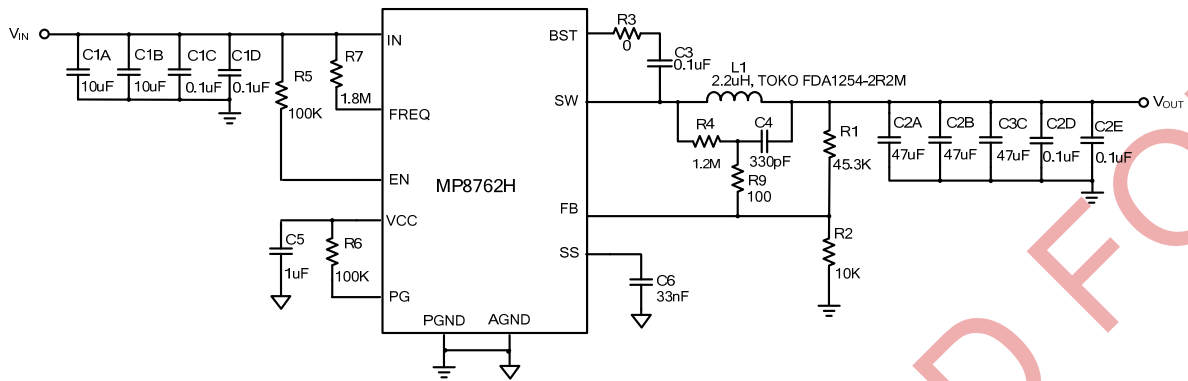 VIN
C1A
10uF
C1B
10uF
C1C
0.1uF
C1D
0.1uF
R5
100K
R7
1.8M
IN
FREQ
EN
VCC
PG
C5
1uF
R6
100K
MP8762H
PGND
AGND
BST
SW
FB
SS
R3
0
C3
0.1uF
L1
2.2uH, TOKO FDA1254-2R2M
R4
1.2M
C4
330pF
R9
100
R1
45.3K
R2
10K
C6
33nF
C2A
47uF
C2B
47uF
C3C
47uF
C2D
0.1uF
C2E
0.1uF
VOUT
D FO